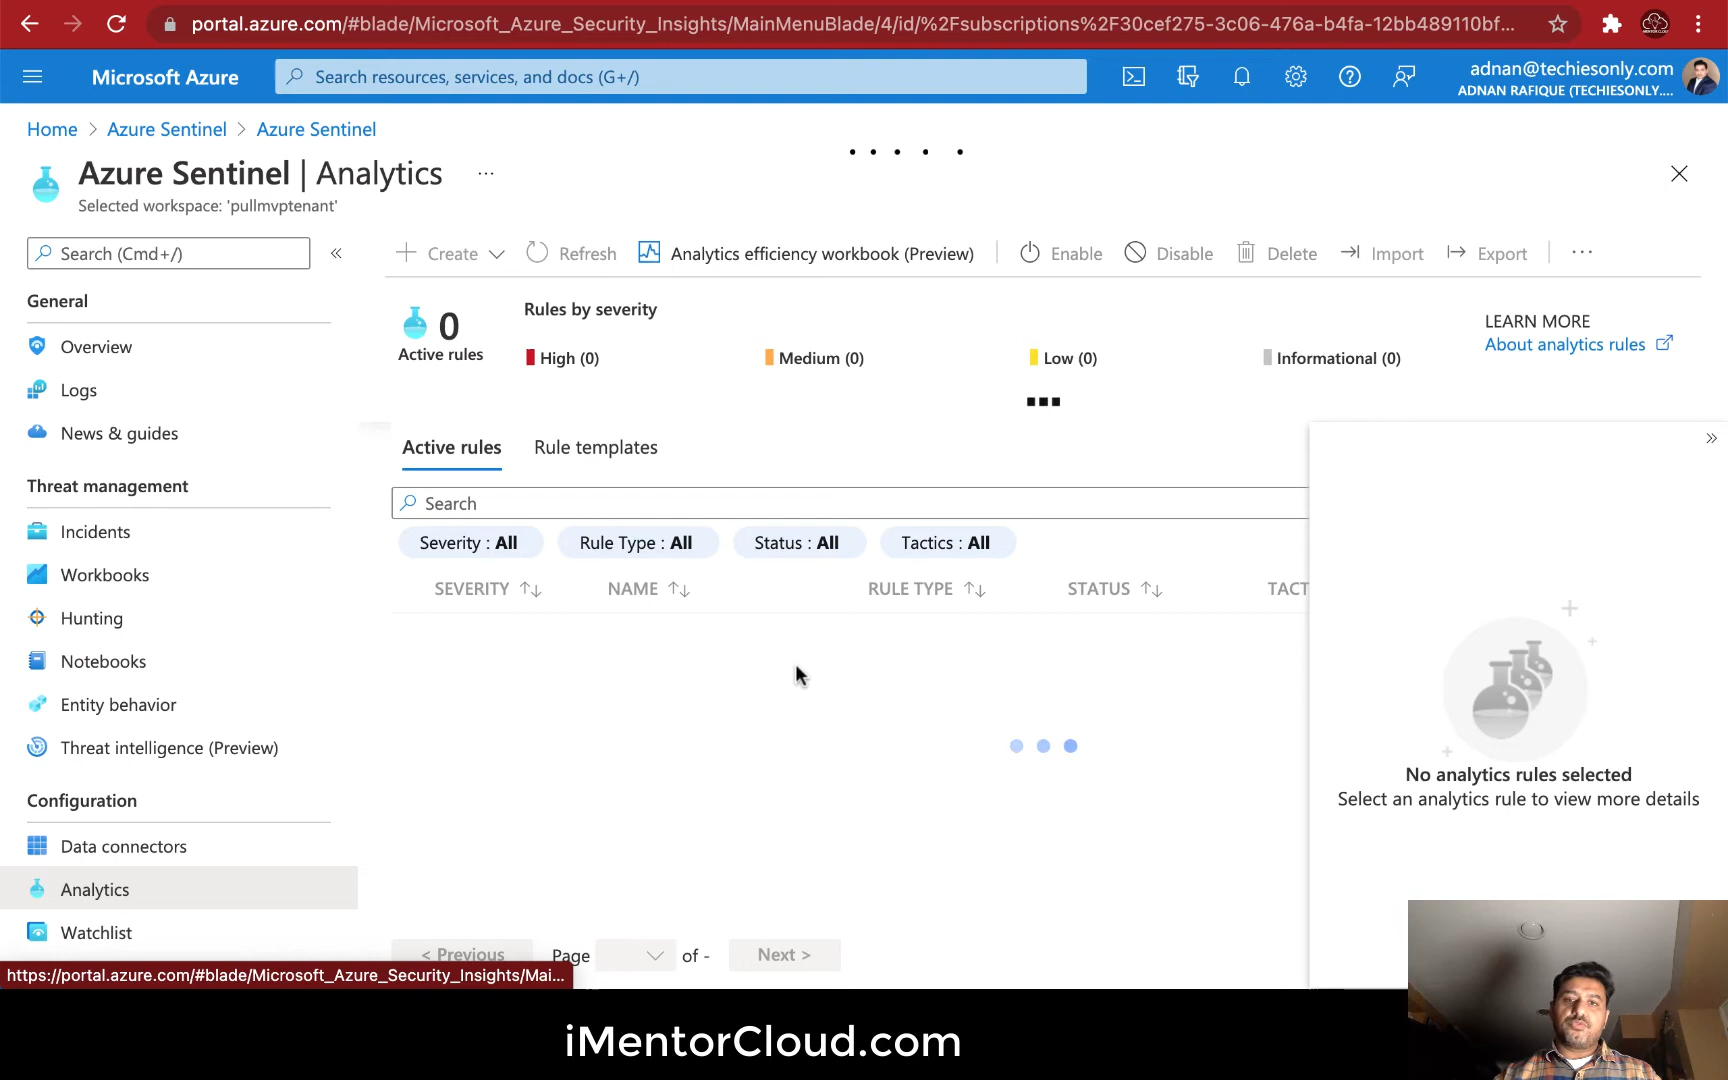 portal.azure.com/#blade/Microsoft_Azure_Security_Insights/MainMenuBlade/4/id/%2Fsubscriptions%2F30cef275-3c06-476a-b4fa-12bb489110bf...
Microsoft Azure
Search resources, services, and docs (G+/)
adnan@techiesonly.com
ADNAN RAFIQUE (TECHIESONLY....
Home > Azure Sentinel > Azure Sentinel
Azure Sentinel | Analytics ...
Selected workspace: 'pullmvptenant'
Search (Cmd+/)
«
Create
Refresh
Analytics efficiency workbook (Preview)
Enable
Disable
Delete
Import
Export
...
General
Overview
Logs
News & guides
Threat management
Incidents
Workbooks
Hunting
Notebooks
Entity behavior
Threat intelligence (Preview)
Configuration
Data connectors
Analytics
Watchlist
https://portal.azure.com/#blade/Microsoft_Azure_Security_Insights/Mai...
0
Active rules
Rules by severity
High (0)
Medium (0)
Low (0)
Informational (0)
LEARN MORE
About analytics rules
Active rules
Rule templates
Search
Severity : All
Rule Type : All
Status : All
Tactics : All
SEVERITY
NAME
RULE TYPE
STATUS
TACT
»
No analytics rules selected
Select an analytics rule to view more details
< Previous
Page
of -
Next >
iMentorCloud.com